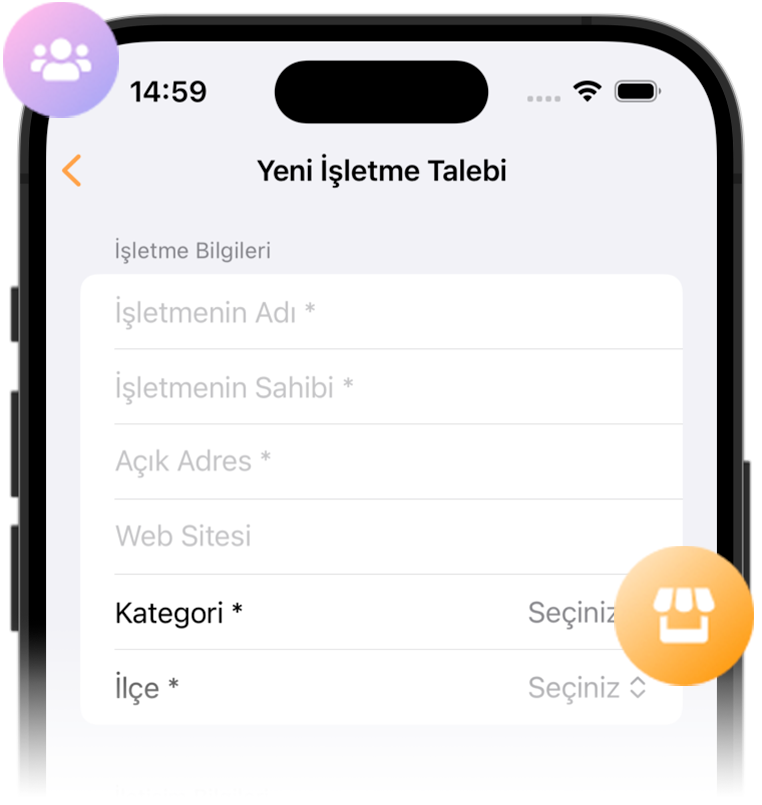 14:59
Yeni İşletme Talebi
İşletme Bilgileri
İşletmenin Adı *
İşletmenin Sahibi *
Açık Adres *
Web Sitesi
Kategori * Seçiniz
İlçe * Seçiniz